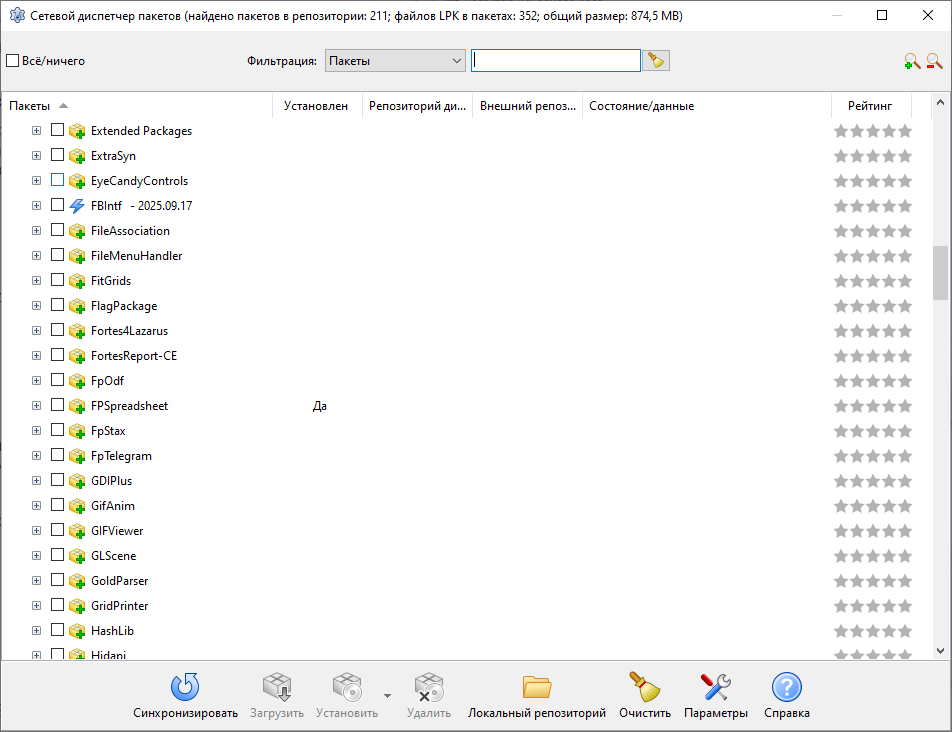 Сетевой диспетчер пакетов (найдено пакетов в репозитории: 211; файлов LPK в пакетах: 352; общий размер: 874,5 MB)
Всё/ничего Фильтрация: Пакеты
Пакеты Установлен Репозиторий ди... Внешний репоз... Состояние/данные Рейтинг
Extended Packages
ExtraSyn
EyeCandyControls
FBIntf - 2025.09.17
FileAssociation
FileMenuHandler
FitGrids
FlagPackage
Fortes4Lazarus
FortesReport-CE
FpOdf
FPSpreadsheet Да
FpStax
FpTelegram
GDIPlus
GifAnim
GIFViewer
GLScene
GoldParser
GridPrinter
HashLib
Hidapi
Синхронизировать Загрузить Установить Удалить Локальный репозиторий Очистить Параметры Справка